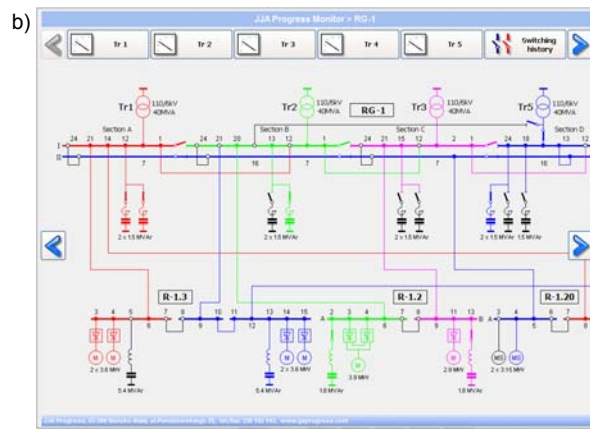 b)
JJA Progress Monitor > RG-1
Tr 1 Tr 2 Tr 3 Tr 4 Tr 5 Switching history
Tr1 110/6kV 40MVA Tr2 110/6kV 40MVA RG-1 Tr3 110/6kV 40MVA Tr5 110/6kV 40MVA
Section A Section B Section C Section D
I 24 21 14 12 1 24 21 20 13 12 1 24 21 15 12 2 1 24 18 12
II 7 16 7 16 7 16 13
2 x 1.5 MVAr 2 x 1.5 MVAr 2 x 1.5 MVAr 2 x 1.5 MVAr
R-1.3 R-1.2 R-1.20
3 4 5 7 9 11 13 14 15 2 3 4 7 11 13 3 4 5 7
A B A
6 8 10 12 6 8 9 6 8
M M M M M M MS MS
2 x 3.6 MW 2 x 3.6 MW 3.9 MW 2.8 MW 2 x 3.15 MW
5.4 MVAr 5.4 MVAr 1.8 MVAr 1.8 MVAr